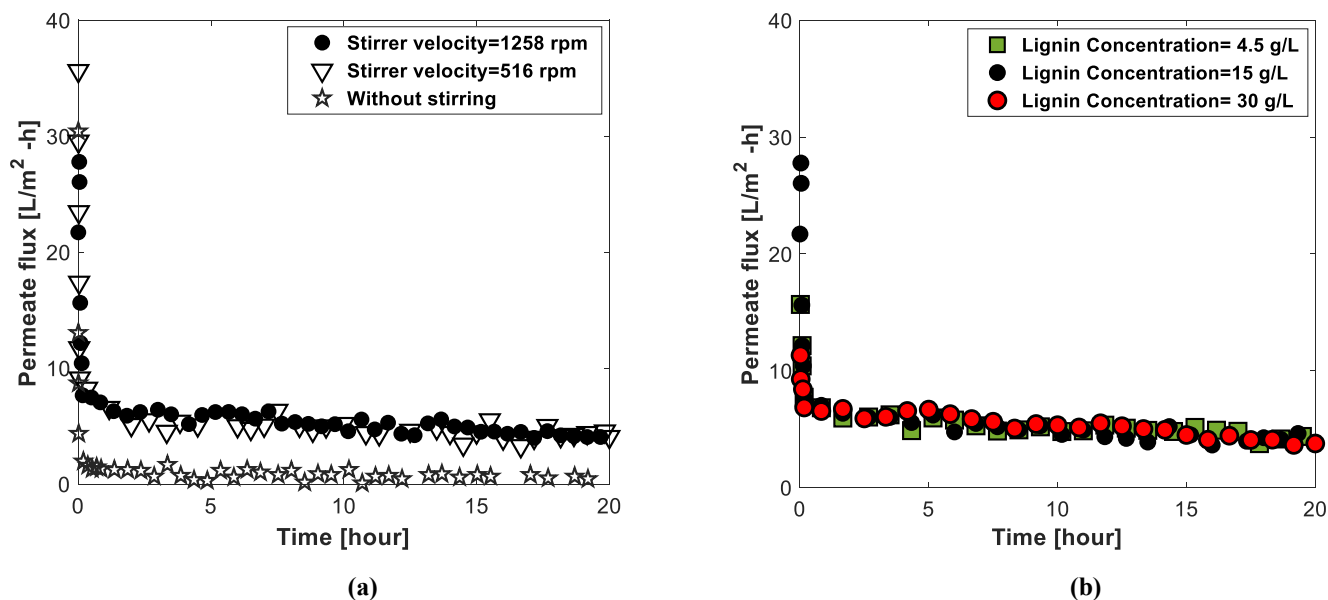 40
30
20
10
0
0
5
10
15
20
Permeate flux [L/m² -h]
Time [hour]
Stirrer velocity=1258 rpm
Stirrer velocity=516 rpm
Without stirring
(a)
40
30
20
10
0
0
5
10
15
20
Permeate flux [L/m² -h]
Time [hour]
Lignin Concentration= 4.5 g/L
Lignin Concentration=15 g/L
Lignin Concentration= 30 g/L
(b)